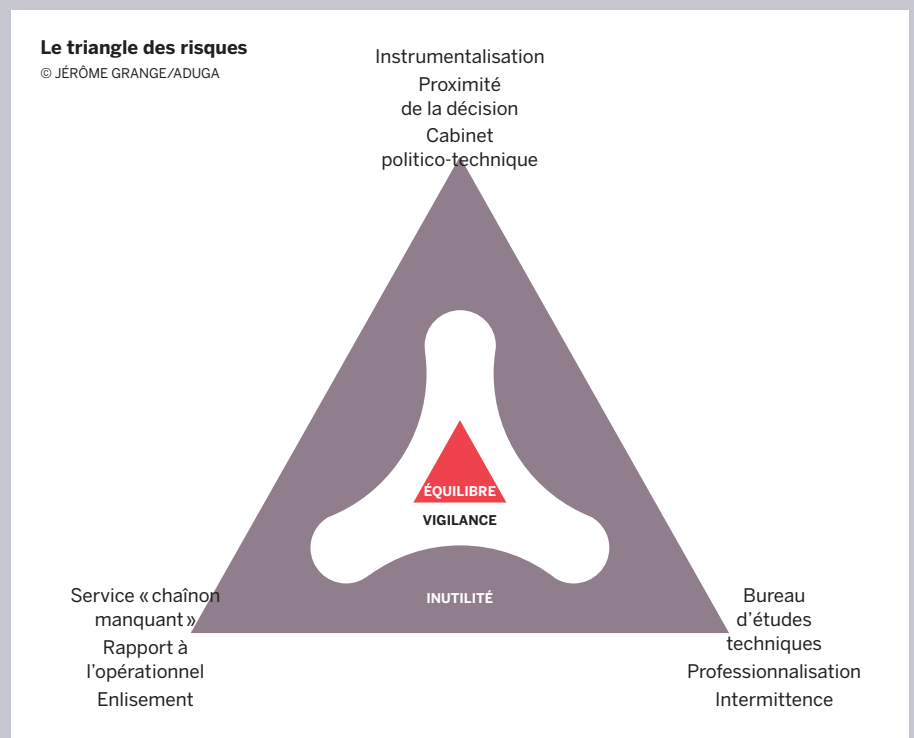 Le triangle des risques
© JÉRÔME GRANGE/ADUGA
Instrumentalisation
Proximité
de la décision
Cabinet
politico-technique
ÉQUILIBRE
VIGILANCE
INUTILITÉ
Service « chaînon
manquant »
Rapport à
l’opérationnel
Enlisement
Bureau
d’études
techniques
Professionnalisation
Intermittence